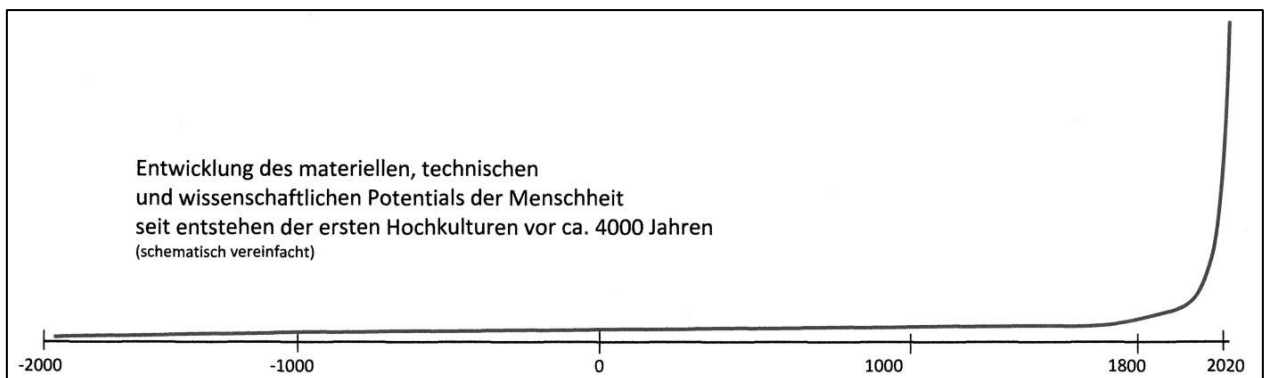 Entwicklung des materiellen, technischen
und wissenschaftlichen Potentials der Menschheit
seit entstehen der ersten Hochkulturen vor ca. 4000 Jahren
(schematisch vereinfacht)
-2000 -1000 0 1000 1800 2020